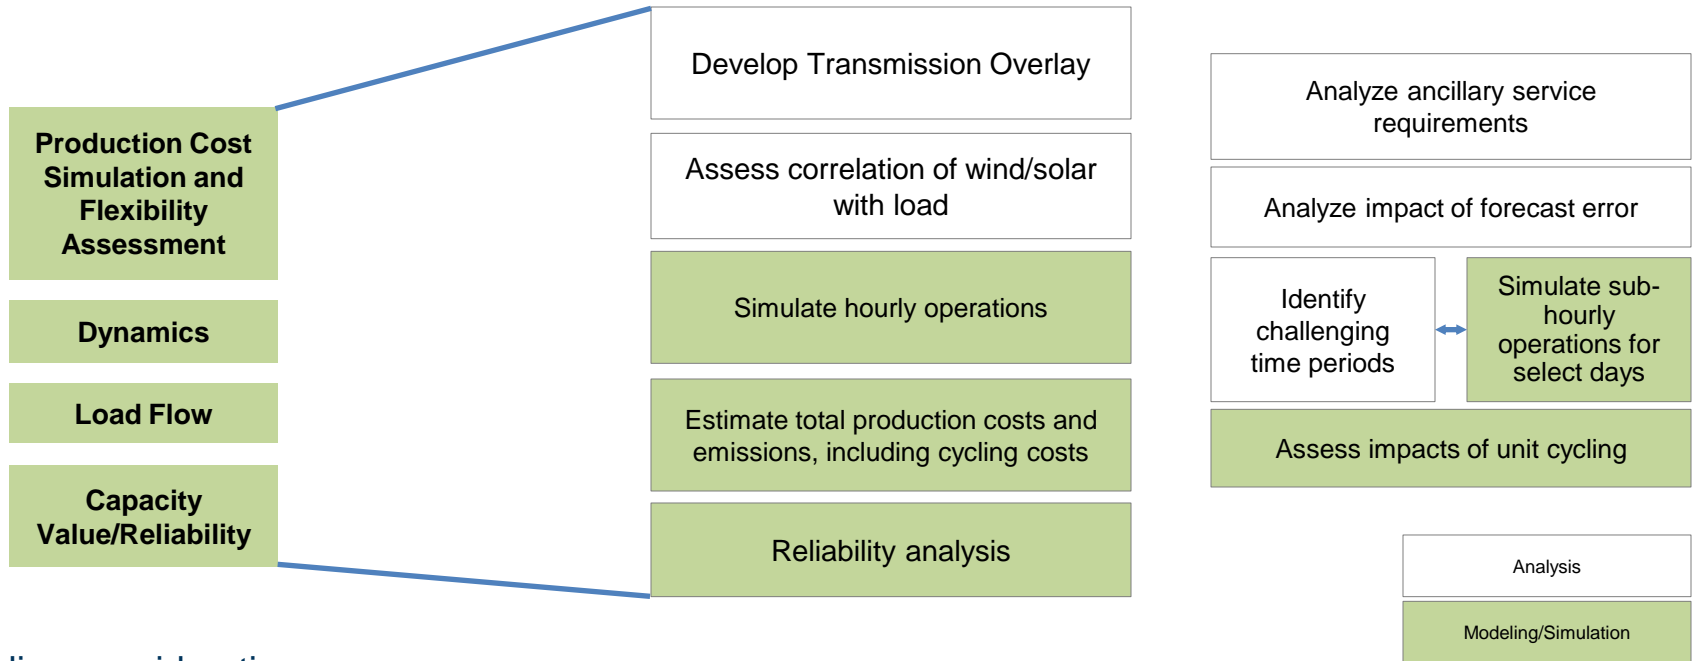 Production Cost
Simulation and
Flexibility
Assessment
Dynamics
Load Flow
Capacity
Value/Reliability
Develop Transmission Overlay
Assess correlation of wind/solar
with load
Simulate hourly operations
Estimate total production costs and
emissions, including cycling costs
Reliability analysis
Analyze ancillary service
requirements
Analyze impact of forecast error
Identify
challenging
time periods
Simulate sub-
hourly
operations for
select days
Assess impacts of unit cycling
Analysis
Modeling/Simulation